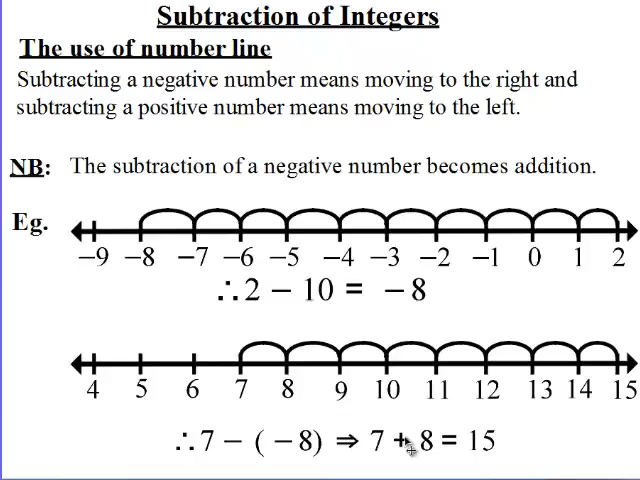 Subtraction of Integers
The use of number line
Subtracting a negative number means moving to the right and
subtracting a positive number means moving to the left.
NB: The subtraction of a negative number becomes addition.
Eg.
−9 −8 −7 −6 −5 −4 −3 −2 −1 0 1 2
∴2 − 10 = −8
4 5 6 7 8 9 10 11 12 13 14 15
∴7 − ( −8) ⇒ 7 + 8 = 15